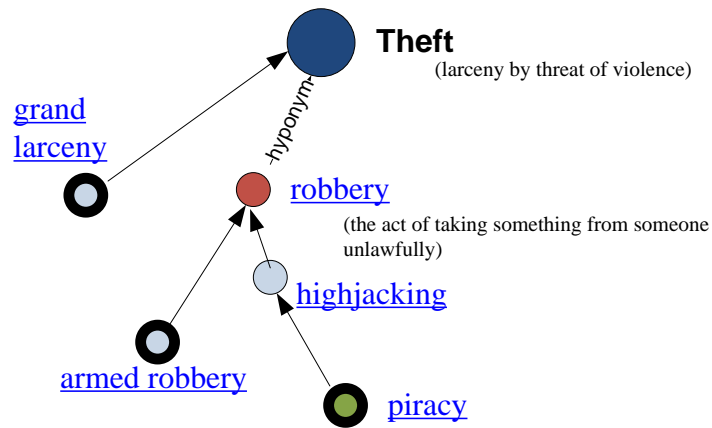 Theft
(larceny by threat of violence)
grand
larceny
hyponym
robbery
(the act of taking something from someone
unlawfully)
highjacking
armed robbery
piracy